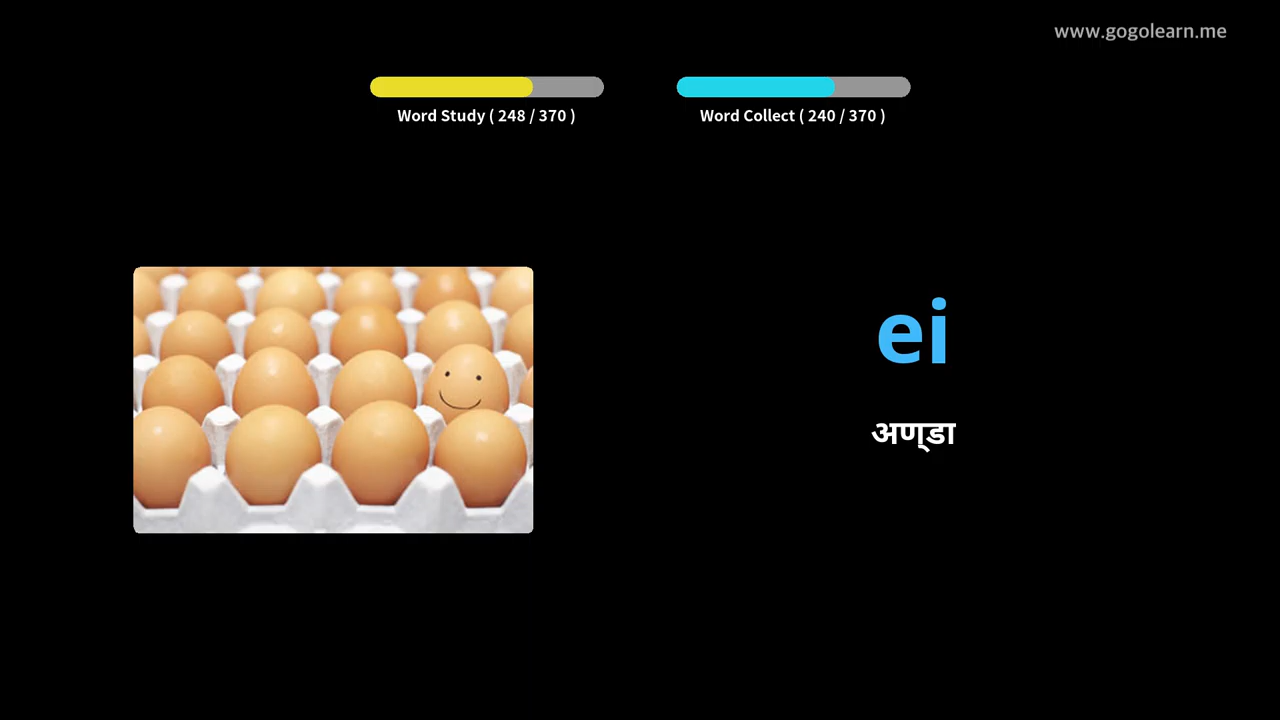 www.gogolearn.me
Word Study ( 248 / 370 )
Word Collect ( 240 / 370 )
ei
अण्‌डा